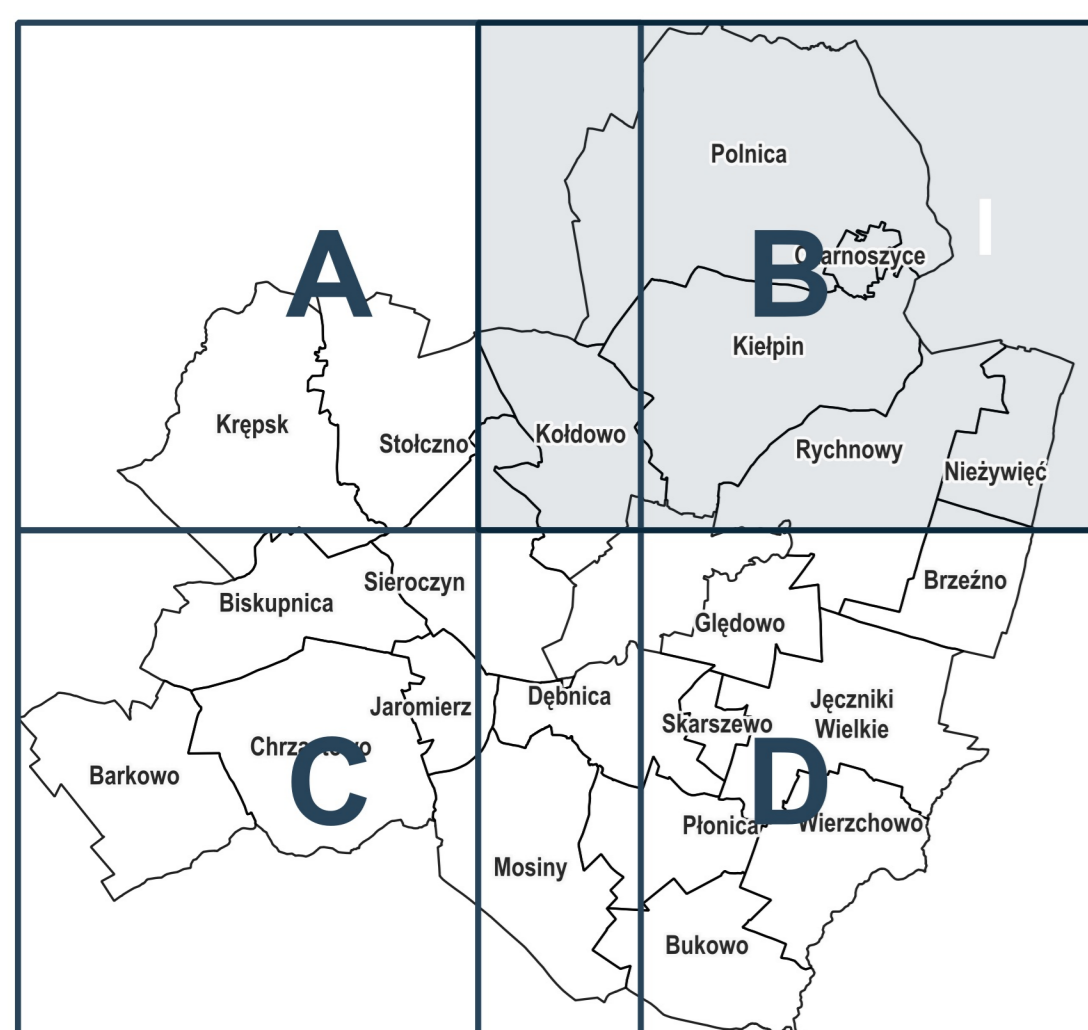 Polnica
I
A
B
Kiełpin
Krępsk
Stołczno
Kołdowo
Rychnowy
Nieżywięć
Sieroczyn
Biskupnica
Brzeźno
Ględowo
Jaromierz
Dębnica
Skarszewo
Jęczniki
Wielkie
Barkowo
C
D
Płonica
Wierzchowo
Mosiny
Bukowo